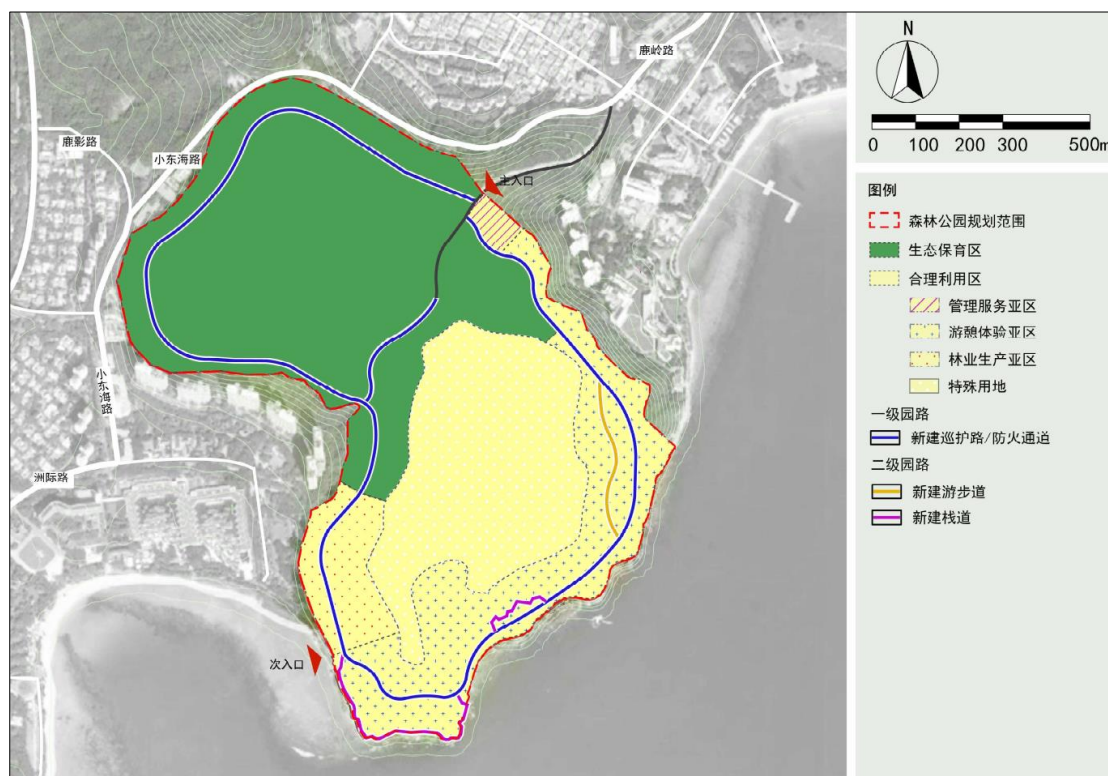 鹿岭路
鹿影路
小东海路
主入口
小东海路
洲际路
次入口
N
0 100 200 300 500m
图例
森林公园规划范围
生态保育区
合理利用区
管理服务亚区
游憩体验亚区
林业生产亚区
特殊用地
一级园路
新建巡护路/防火通道
二级园路
新建游步道
新建栈道